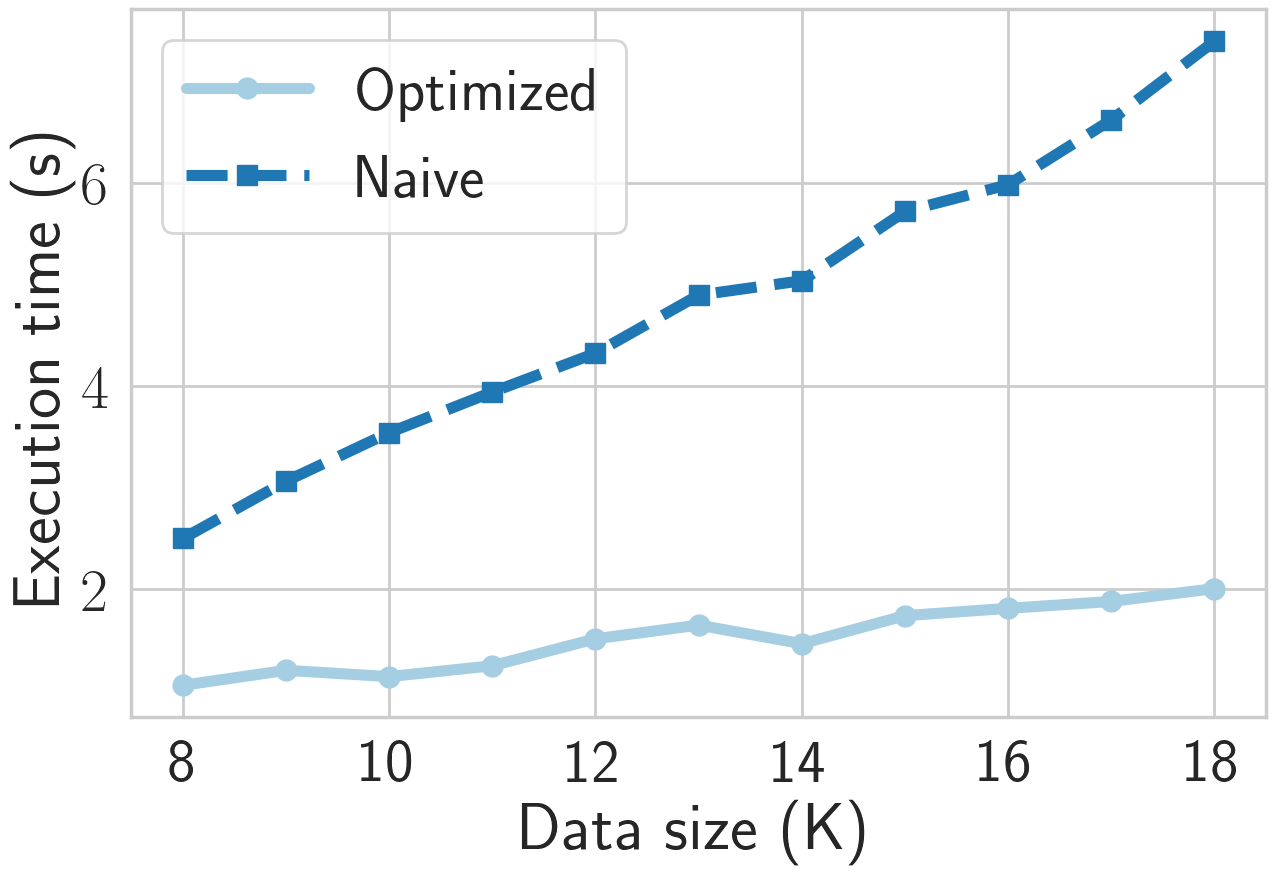 Optimized
Naive
Execution time (s)
6
4
2
8 10 12 14 16 18
Data size (K)